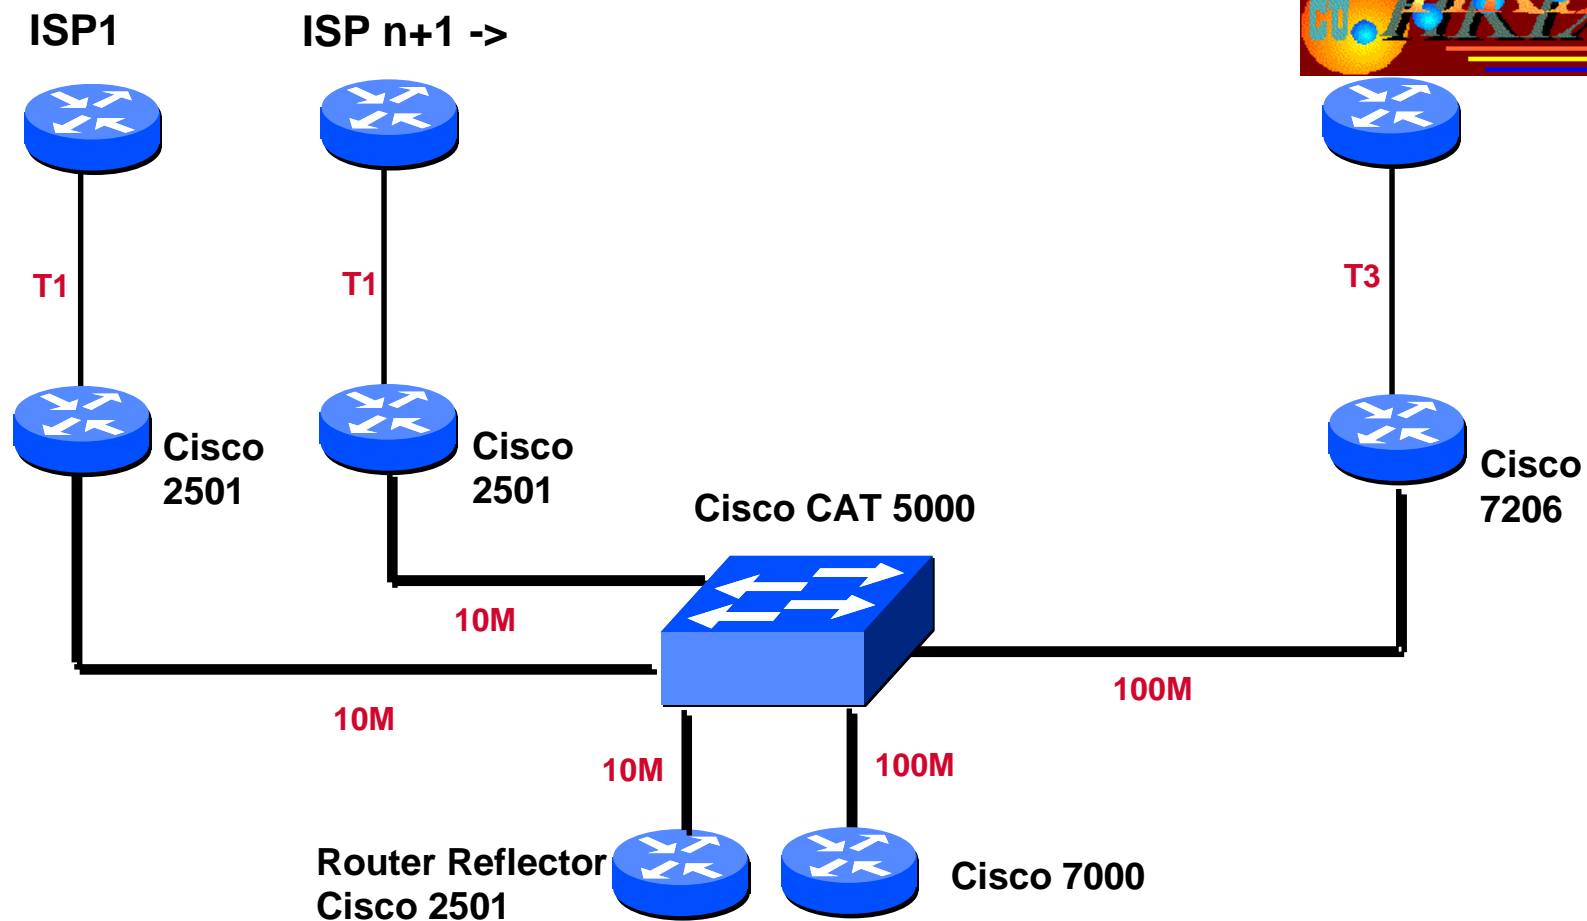 ISP1
ISP n+1 ->
T1
T1
T3
Cisco
2501
Cisco
2501
Cisco
7206
Cisco CAT 5000
10M
10M
100M
10M
100M
Router Reflector
Cisco 2501
Cisco 7000